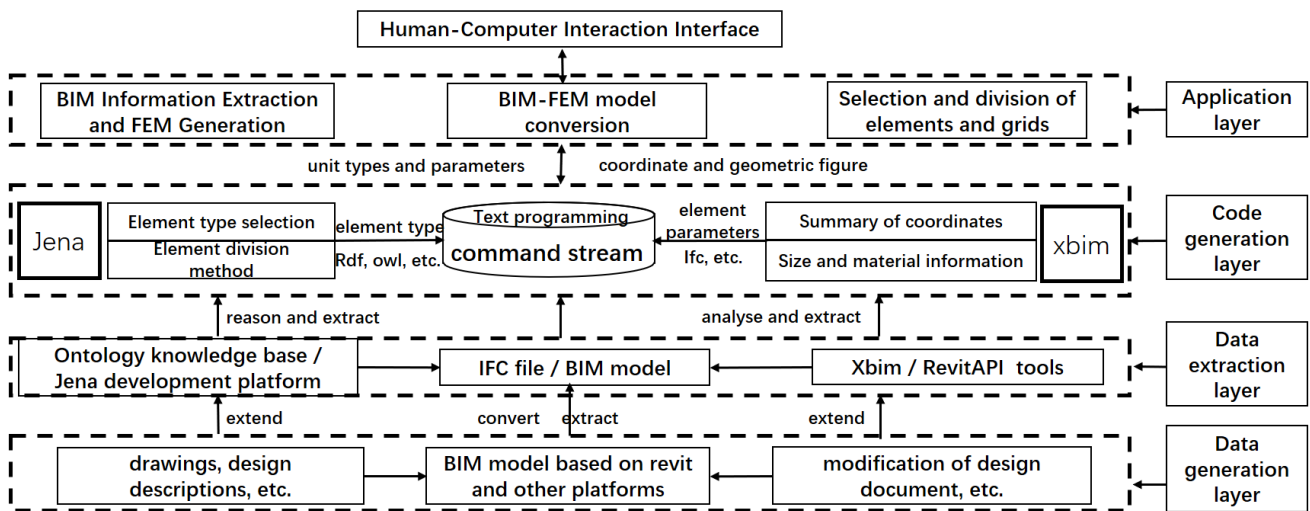 Human-Computer Interaction Interface
BIM Information Extraction
and FEM Generation
BIM-FEM model
conversion
Selection and division of
elements and grids
Application
layer
unit types and parameters
coordinate and geometric figure
Jena
Element type selection
Element division
method
element type
Rdf, owl, etc.
Text programming
command stream
element
parameters
Ifc, etc.
Summary of coordinates
Size and material information
xbim
Code
generation
layer
reason and extract
analyse and extract
Ontology knowledge base /
Jena development platform
IFC file / BIM model
Xbim / RevitAPI tools
Data
extraction
layer
extend
convert
extract
extend
drawings, design
descriptions, etc.
BIM model based on revit
and other platforms
modification of design
document, etc.
Data
generation
layer